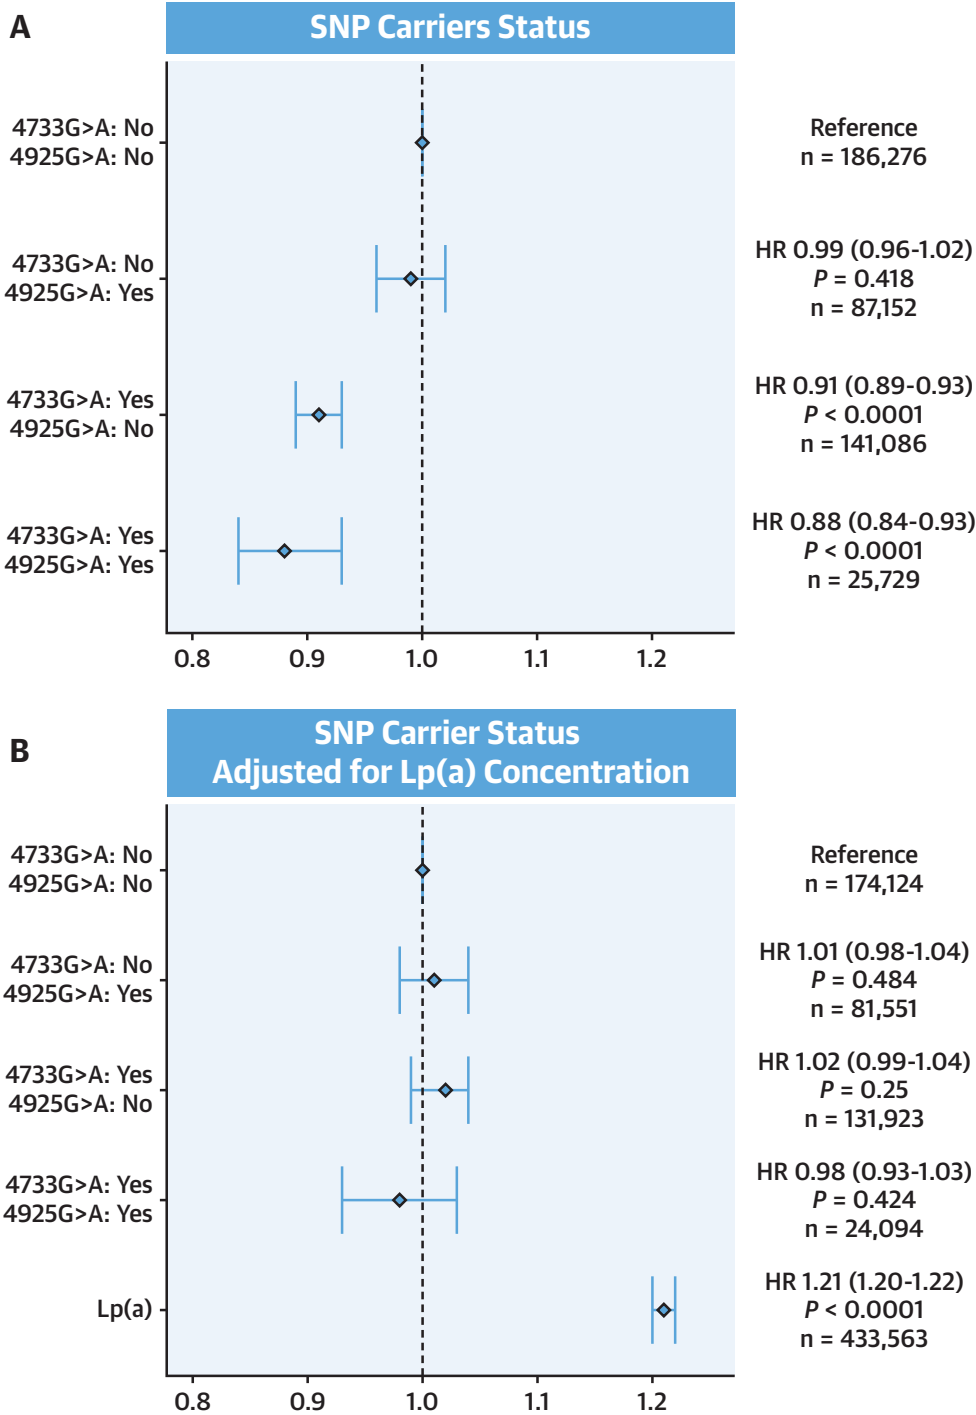 A
SNP Carriers Status
4733G>A: No
4925G>A: No
Reference
n = 186,276
4733G>A: No
4925G>A: Yes
HR 0.99 (0.96-1.02)
P = 0.418
n = 87,152
4733G>A: Yes
4925G>A: No
HR 0.91 (0.89-0.93)
P < 0.0001
n = 141,086
4733G>A: Yes
4925G>A: Yes
HR 0.88 (0.84-0.93)
P < 0.0001
n = 25,729
0.8 0.9 1.0 1.1 1.2
B
SNP Carrier Status
Adjusted for Lp(a) Concentration
4733G>A: No
4925G>A: No
Reference
n = 174,124
4733G>A: No
4925G>A: Yes
HR 1.01 (0.98-1.04)
P = 0.484
n = 81,551
4733G>A: Yes
4925G>A: No
HR 1.02 (0.99-1.04)
P = 0.25
n = 131,923
4733G>A: Yes
4925G>A: Yes
HR 0.98 (0.93-1.03)
P = 0.424
n = 24,094
Lp(a)
HR 1.21 (1.20-1.22)
P < 0.0001
n = 433,563
0.8 0.9 1.0 1.1 1.2